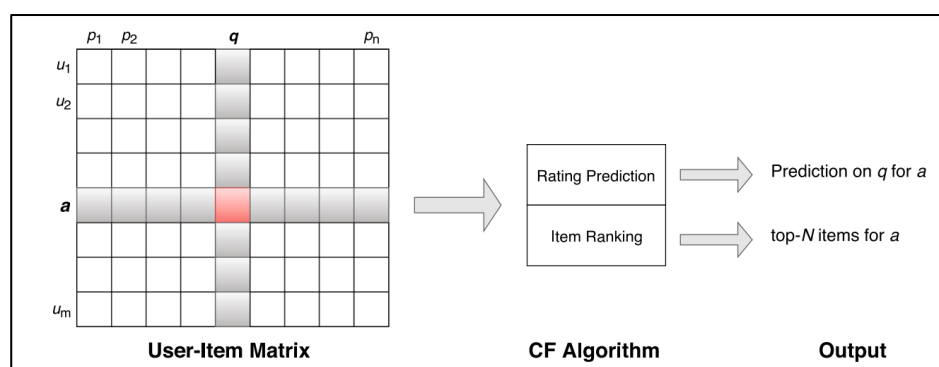 p1 p2 q pn
u1
u2
a
um
Rating Prediction
Item Ranking
Prediction on q for a
top-N items for a
User-Item Matrix
CF Algorithm
Output